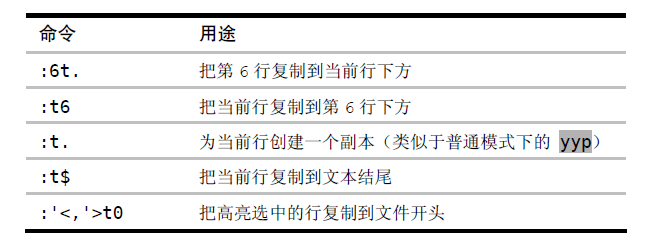 命令 用途
:6t. 把第 6 行复制到当前行下方
:t6 把当前行复制到第 6 行下方
:t. 为当前行创建一个副本（类似于普通模式下的 yyp）
:t$ 把当前行复制到文本结尾
:'<,'>t0 把高亮选中的行复制到文件开头